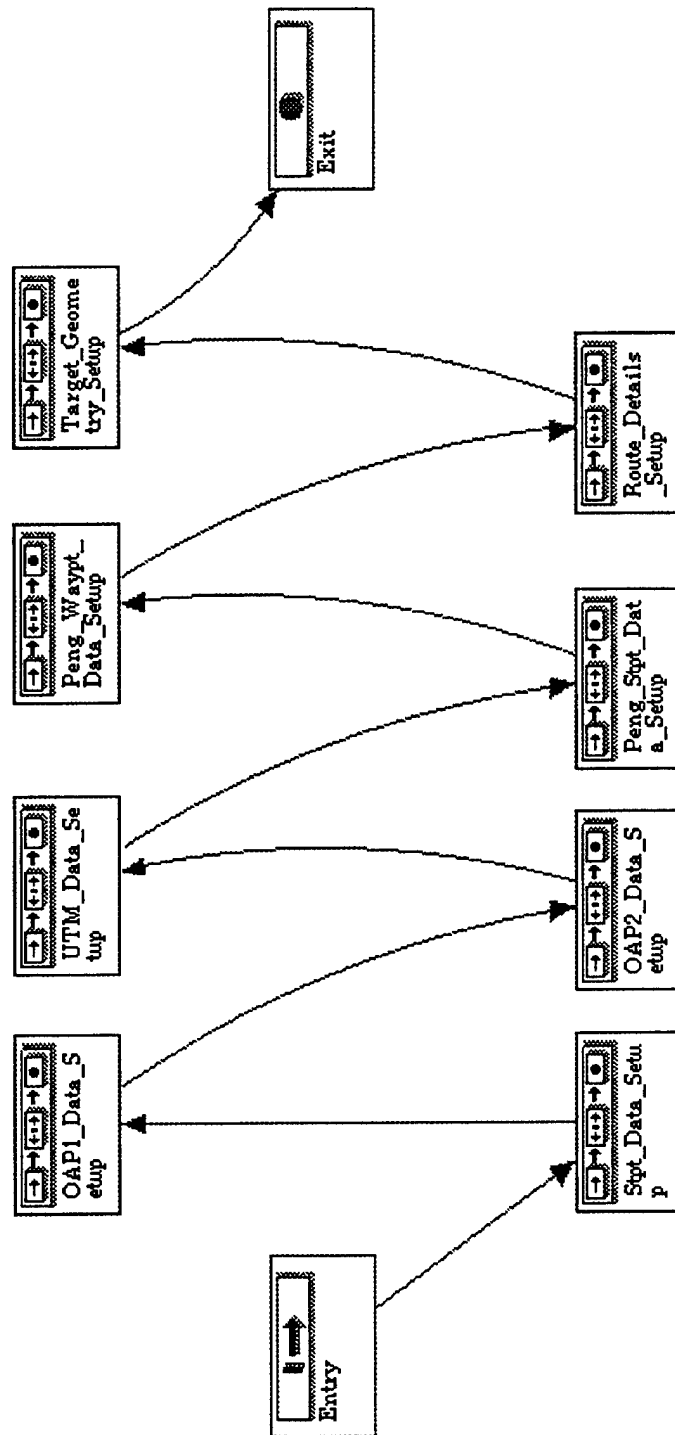 Entry
Stpt_Data_Setu
p
OAP1_Data_S
etup
OAP2_Data_S
etup
UTM_Data_Se
tup
Peng_Stpt_Dat
a_Setup
Peng_Waypt_
Data_Setup
Route_Details
_Setup
Target_Geome
try_Setup
Exit